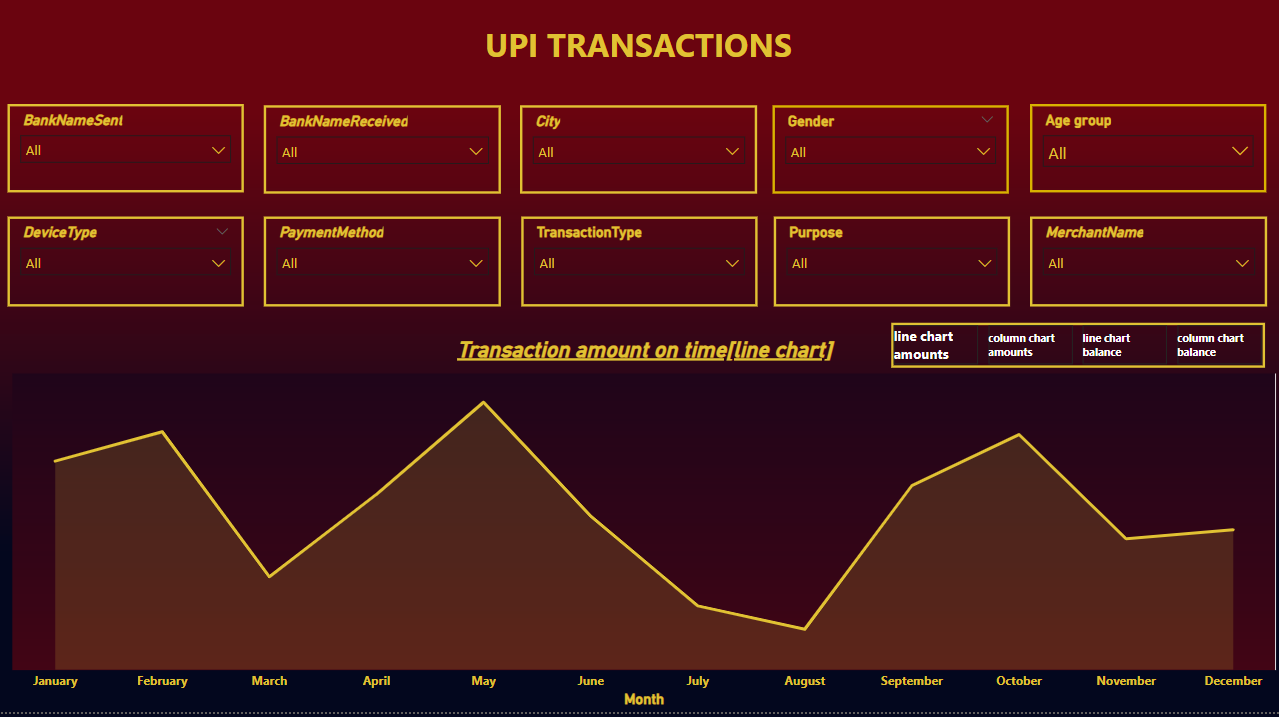 UPI TRANSACTIONS
BankNameSent
All
BankNameReceived
All
City
All
Gender
All
Age group
All
DeviceType
All
PaymentMethod
All
TransactionType
All
Purpose
All
MerchantName
All
Transaction amount on time[line chart]
line chart
amounts
column chart
amounts
line chart
balance
column chart
balance
January February March April May June July August September October November December
Month